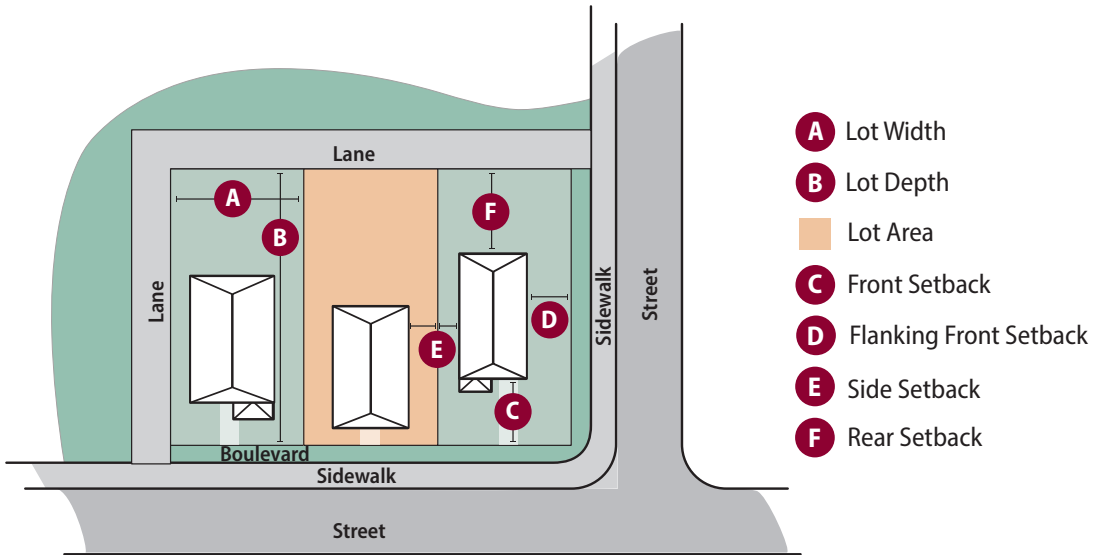 Lane
A
B
F
Lane
D
E
C
Boulevard
Sidewalk
Street
Sidewalk
Street
A Lot Width
B Lot Depth
Lot Area
C Front Setback
D Flanking Front Setback
E Side Setback
F Rear Setback